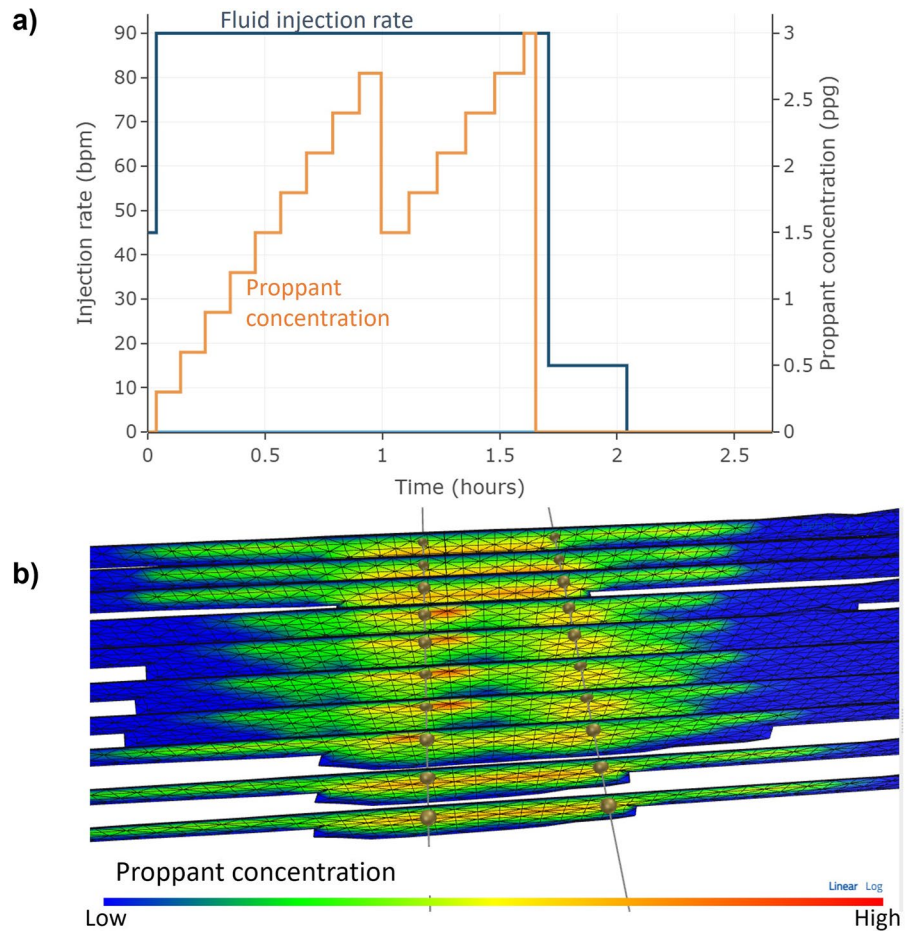 a)
Fluid injection rate
90
80
70
60
50
40
30
20
10
0
Injection rate (bpm)
3
2.5
2
1.5
1
0.5
0
Proppant concentration (ppg)
Proppant
concentration
0
0.5
1
1.5
2
2.5
Time (hours)
b)
Proppant concentration
Linear Log
Low
High